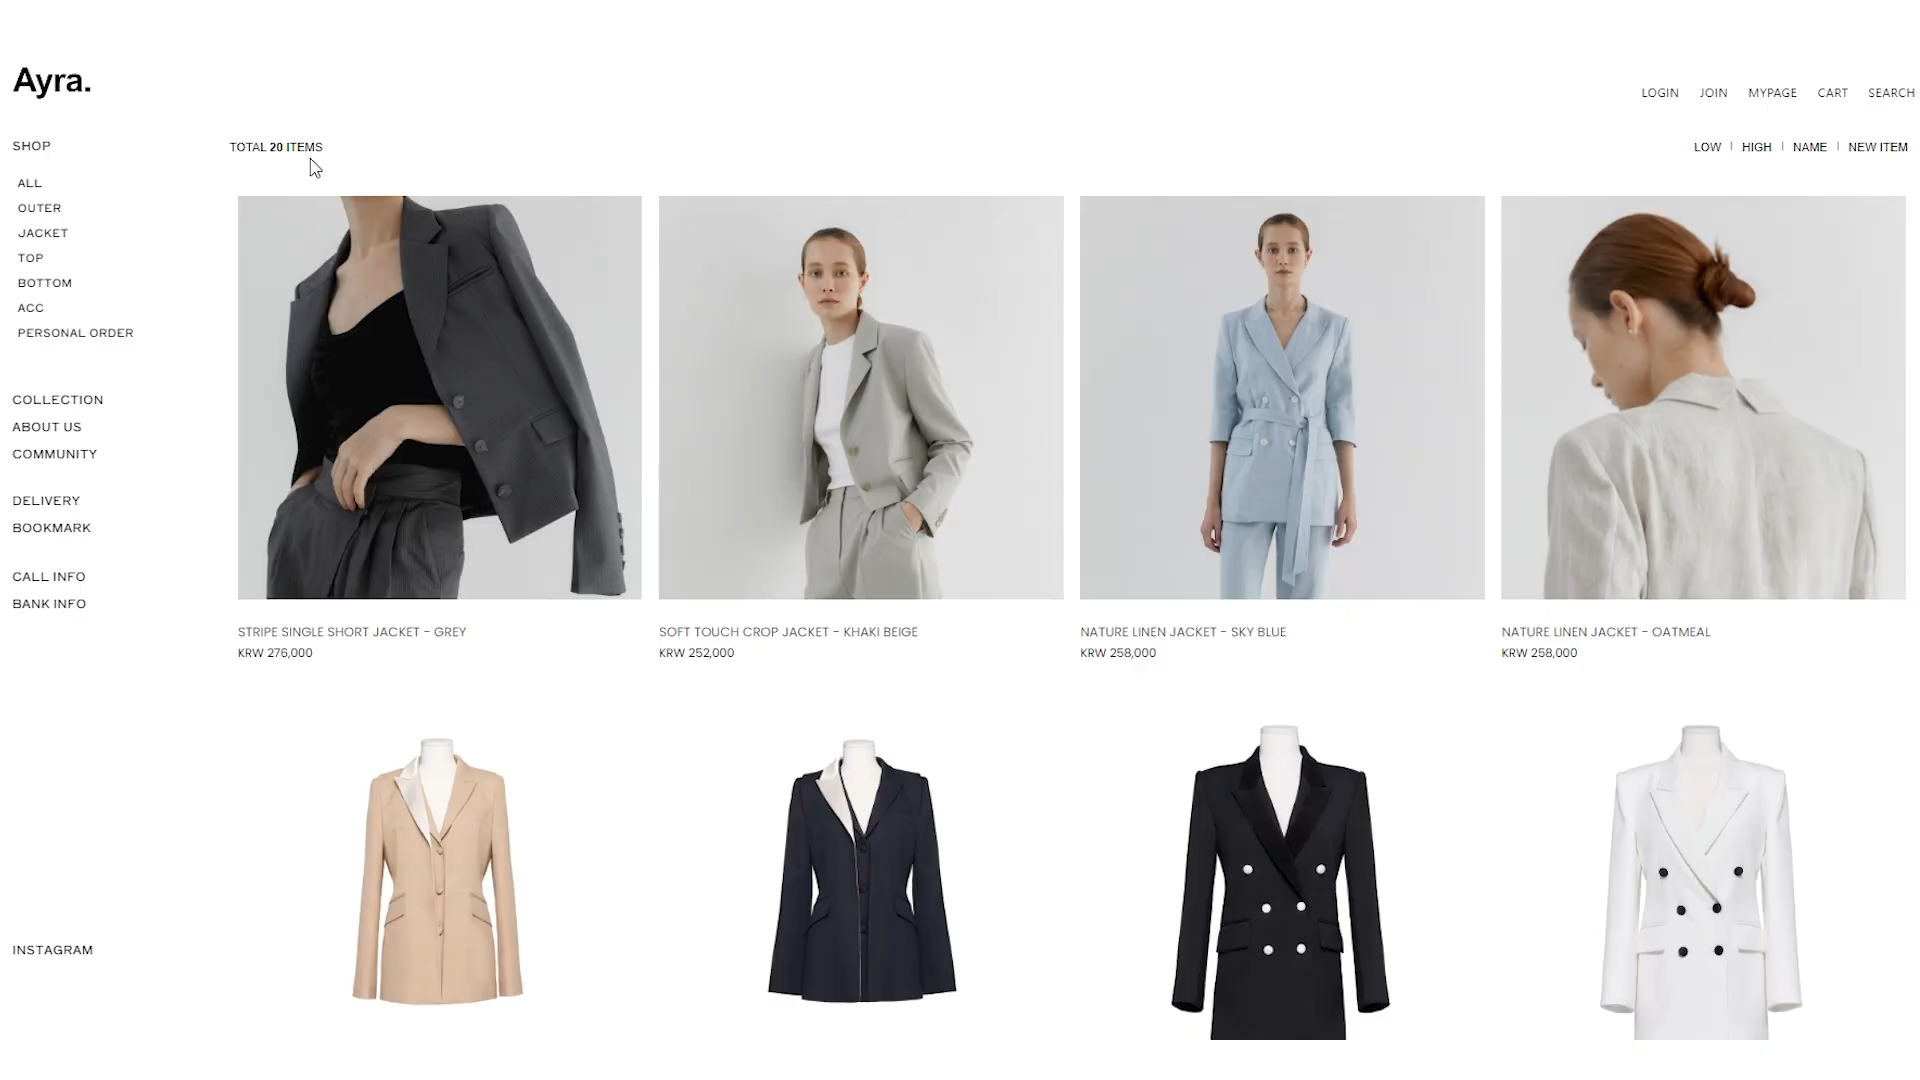 Ayra.
LOGIN JOIN MYPAGE CART SEARCH
SHOP
TOTAL 20 ITEMS
LOW | HIGH | NAME | NEW ITEM
ALL
OUTER
JACKET
TOP
BOTTOM
ACC
PERSONAL ORDER
COLLECTION
ABOUT US
COMMUNITY
DELIVERY
BOOKMARK
CALL INFO
BANK INFO
STRIPE SINGLE SHORT JACKET - GREY
KRW 276,000
SOFT TOUCH CROP JACKET - KHAKI BEIGE
KRW 252,000
NATURE LINEN JACKET - SKY BLUE
KRW 258,000
NATURE LINEN JACKET - OATMEAL
KRW 258,000
INSTAGRAM